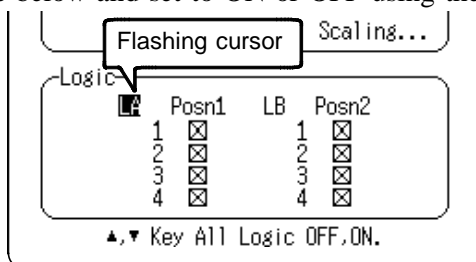 e below and set to ON or OFF using the
Flashing cursor
Scaling...
Logic
LA Posn1 LB Posn2
1 ☒ 1 ☒
2 ☒ 2 ☒
3 ☒ 3 ☒
4 ☒ 4 ☒
▲,▼ Key All Logic OFF,ON.